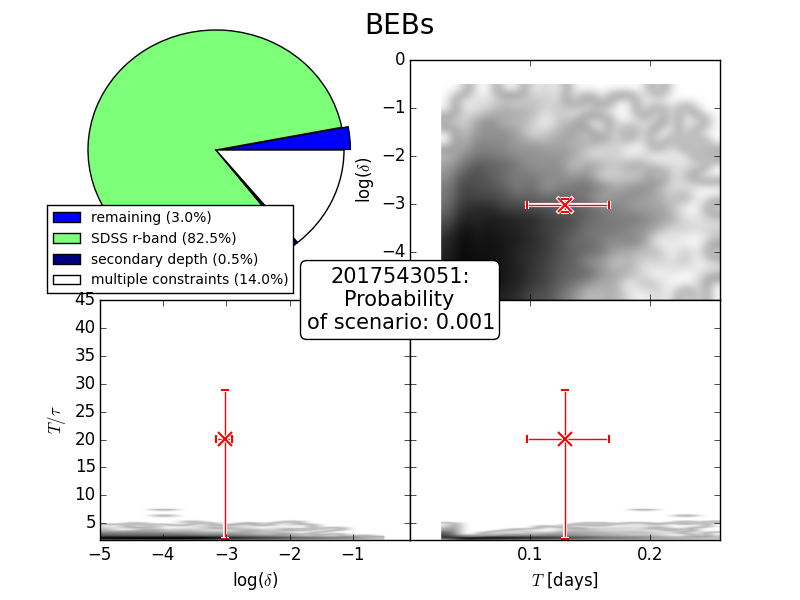 BEBs
0
−1
−2
−3
−4
log(δ)
remaining (3.0%)
SDSS r-band (82.5%)
secondary depth (0.5%)
multiple constraints (14.0%)
2017543051:
Probability
of scenario: 0.001
45
40
35
30
25
20
15
10
5
T/τ
−5 −4 −3 −2 −1
log(δ)
0.1 0.2
T [days]